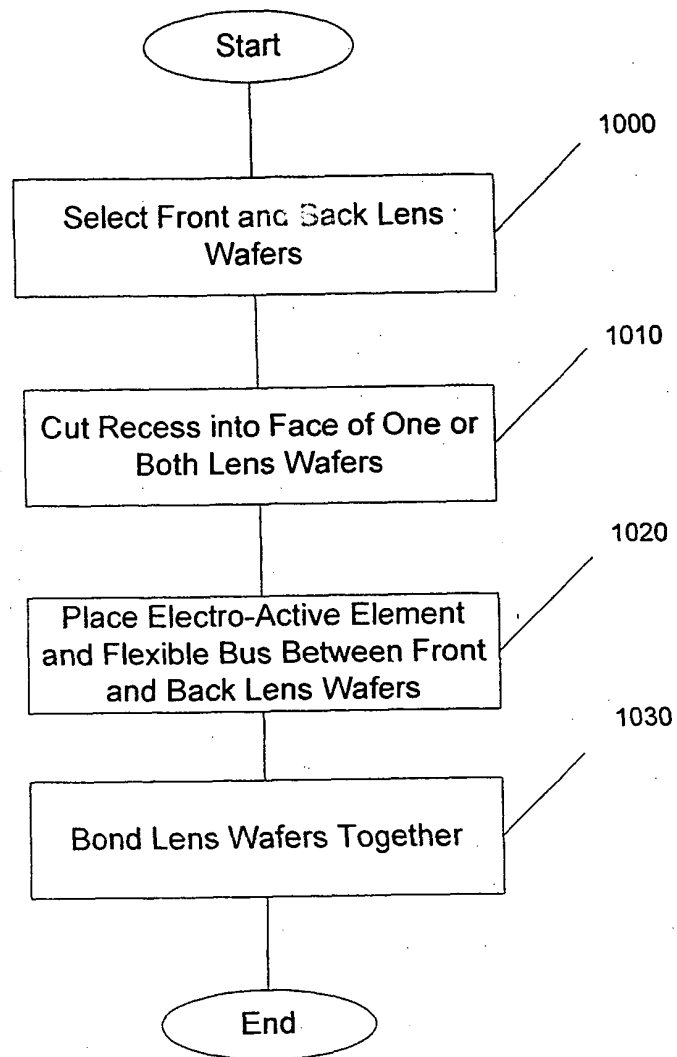 Start
1000
Select Front and Back Lens
Wafers
1010
Cut Recess into Face of One or
Both Lens Wafers
1020
Place Electro-Active Element
and Flexible Bus Between Front
and Back Lens Wafers
1030
Bond Lens Wafers Together
End